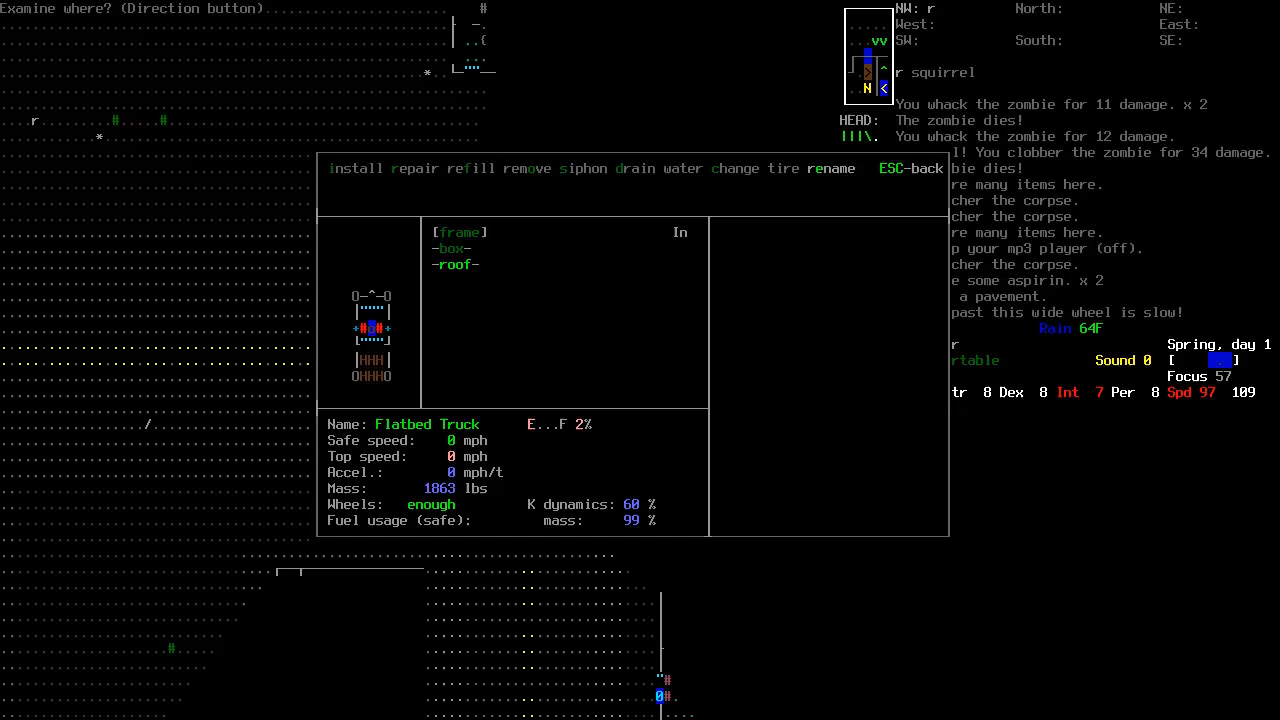 Examine where? (Direction button)
NW: r North: NE:
West: East:
SW: South: SE:
r squirrel
You whack the zombie for 11 damage. x 2
HEAD: The zombie dies!
You whack the zombie for 12 damage.
l! You clobber the zombie for 34 damage.
install repair refill remove siphon drain water change tire rename ESC-back
bie dies!
re many items here.
cher the corpse.
cher the corpse.
[frame] In
re many items here.
-box-
p your mp3 player (off).
-roof-
cher the corpse.
e some aspirin. x 2
a pavement.
past this wide wheel is slow!
Rain 64F
r Spring, day 1
rtable Sound 0 [ . ]
Focus 57
tr 8 Dex 8 Int 7 Per 8 Spd 97 109
Name: Flatbed Truck E...F 2%
Safe speed: 0 mph
Top speed: 0 mph
Accel.: 0 mph/t
Mass: 1863 lbs
Wheels: enough K dynamics: 60 %
Fuel usage (safe): mass: 99 %